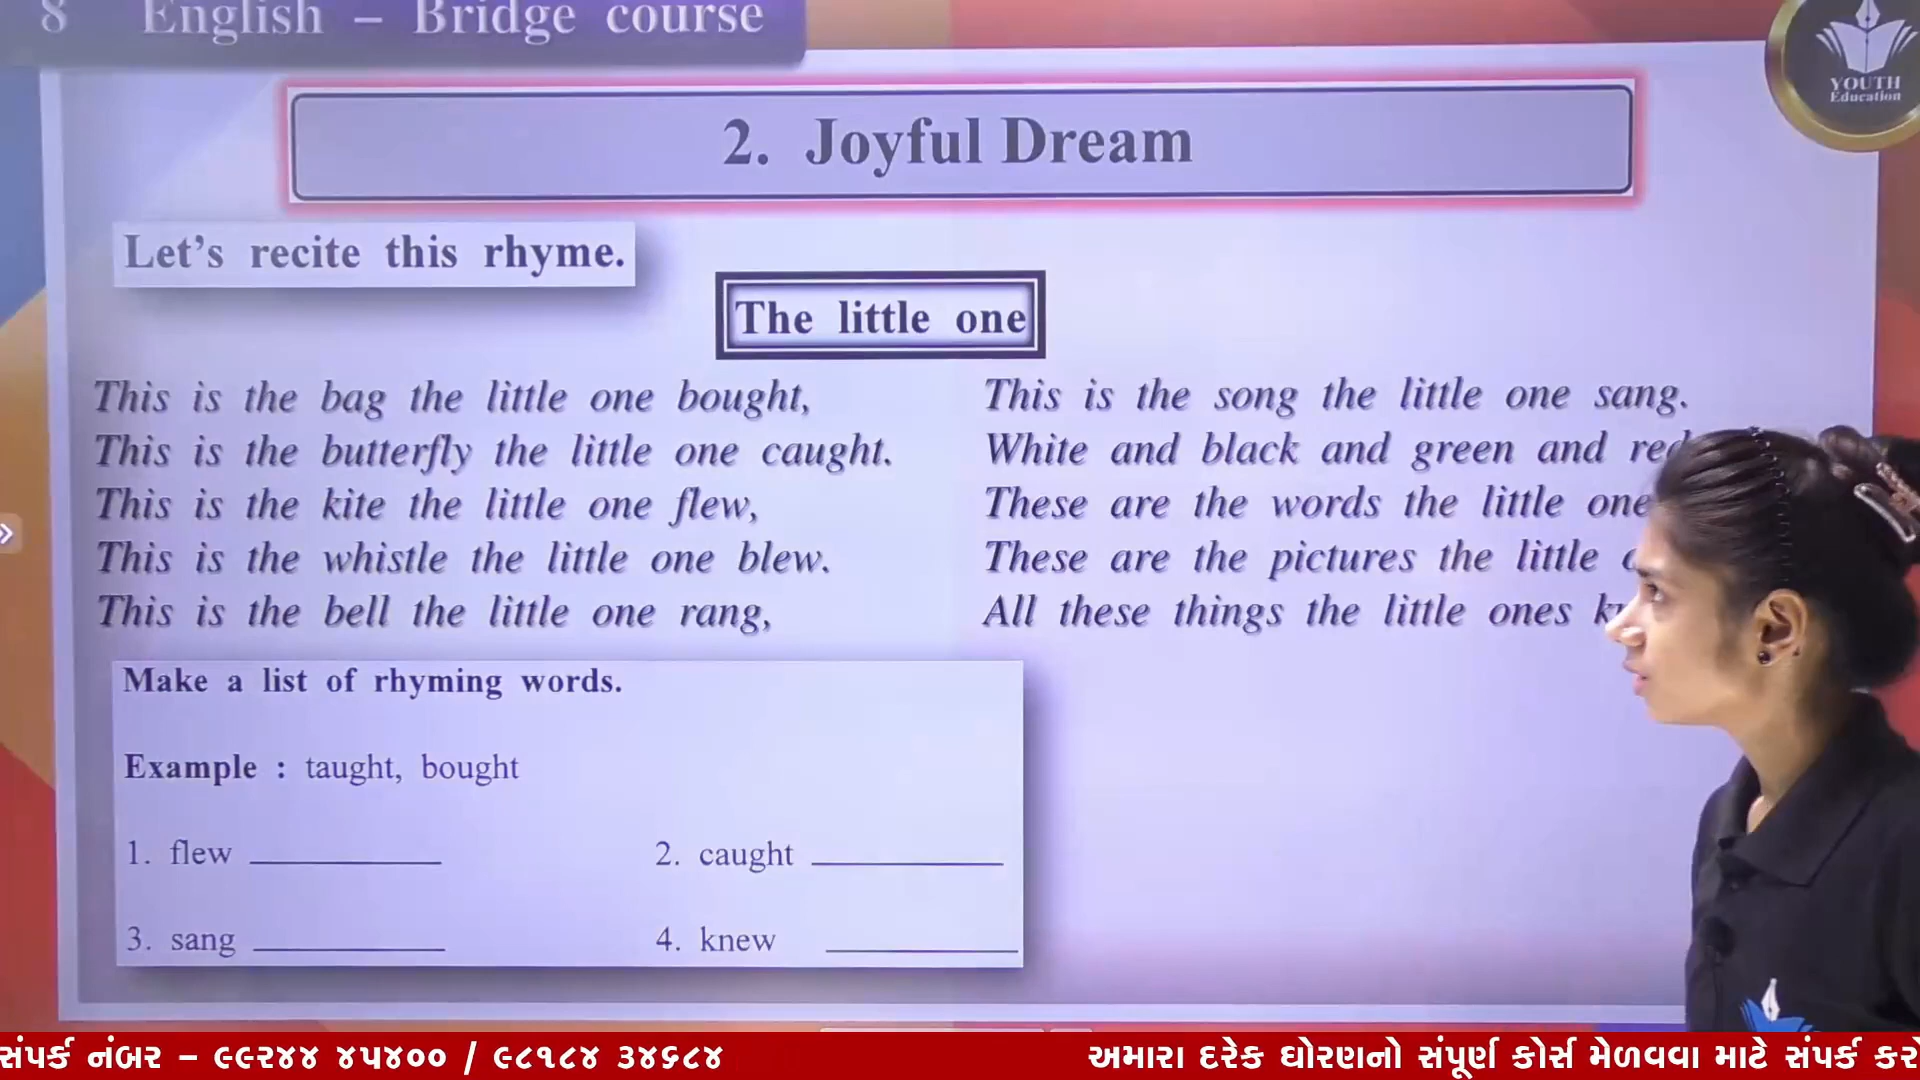 8 English – Bridge course
YOUTH
Education
2. Joyful Dream
Let's recite this rhyme.
The little one
This is the bag the little one bought,
This is the butterfly the little one caught.
This is the kite the little one flew,
This is the whistle the little one blew.
This is the bell the little one rang,
This is the song the little one sang.
White and black and green and red
These are the words the little one
These are the pictures the little
All these things the little ones
Make a list of rhyming words.
Example : taught, bought
1. flew
2. caught
3. sang
4. knew
સંપર્ક નંબર – ૯૯૨૪૪ ૪૫૪૦૦ / ૯૮૧૮૪ ૩૪૬૮૪
અમારા દરેક ધોરણનો સંપૂર્ણ કોર્સ મેળવવા માટે સંપર્ક કરો